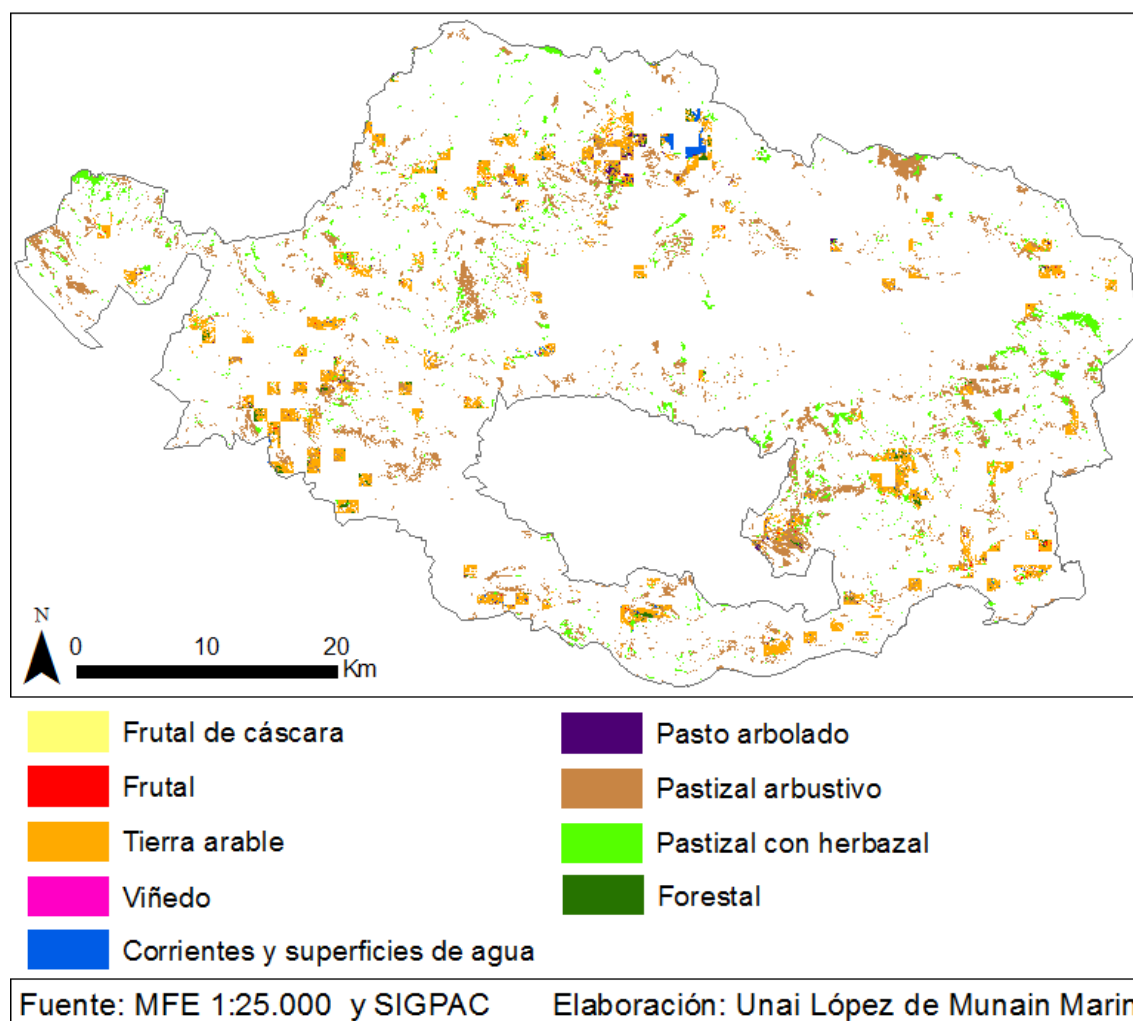 N
0 10 20
Km
Frutal de cáscara
Frutal
Tierra arable
Viñedo
Corrientes y superficies de agua
Pasto arbolado
Pastizal arbustivo
Pastizal con herbazal
Forestal
Fuente: MFE 1:25.000 y SIGPAC Elaboración: Unai López de Munain Marin